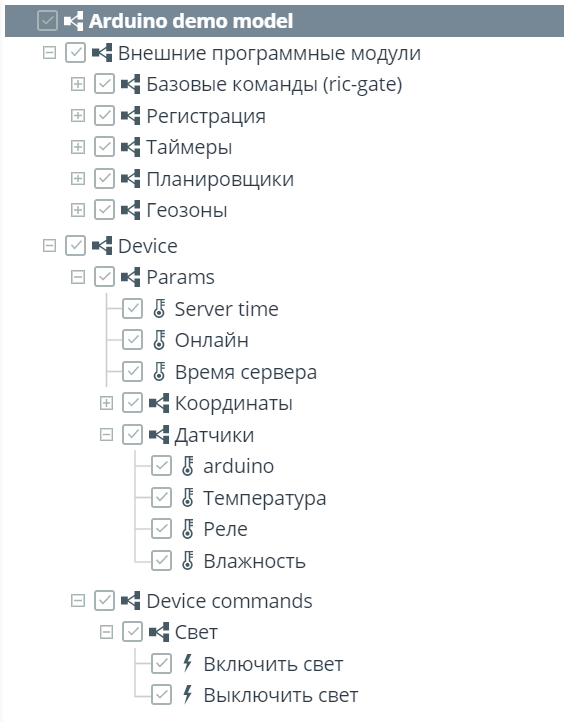 Arduino demo model
Внешние программные модули
Базовые команды (ric-gate)
Регистрация
Таймеры
Планировщики
Геозоны
Device
Params
Server time
Онлайн
Время сервера
Координаты
Датчики
arduino
Температура
Реле
Влажность
Device commands
Свет
Включить свет
Выключить свет